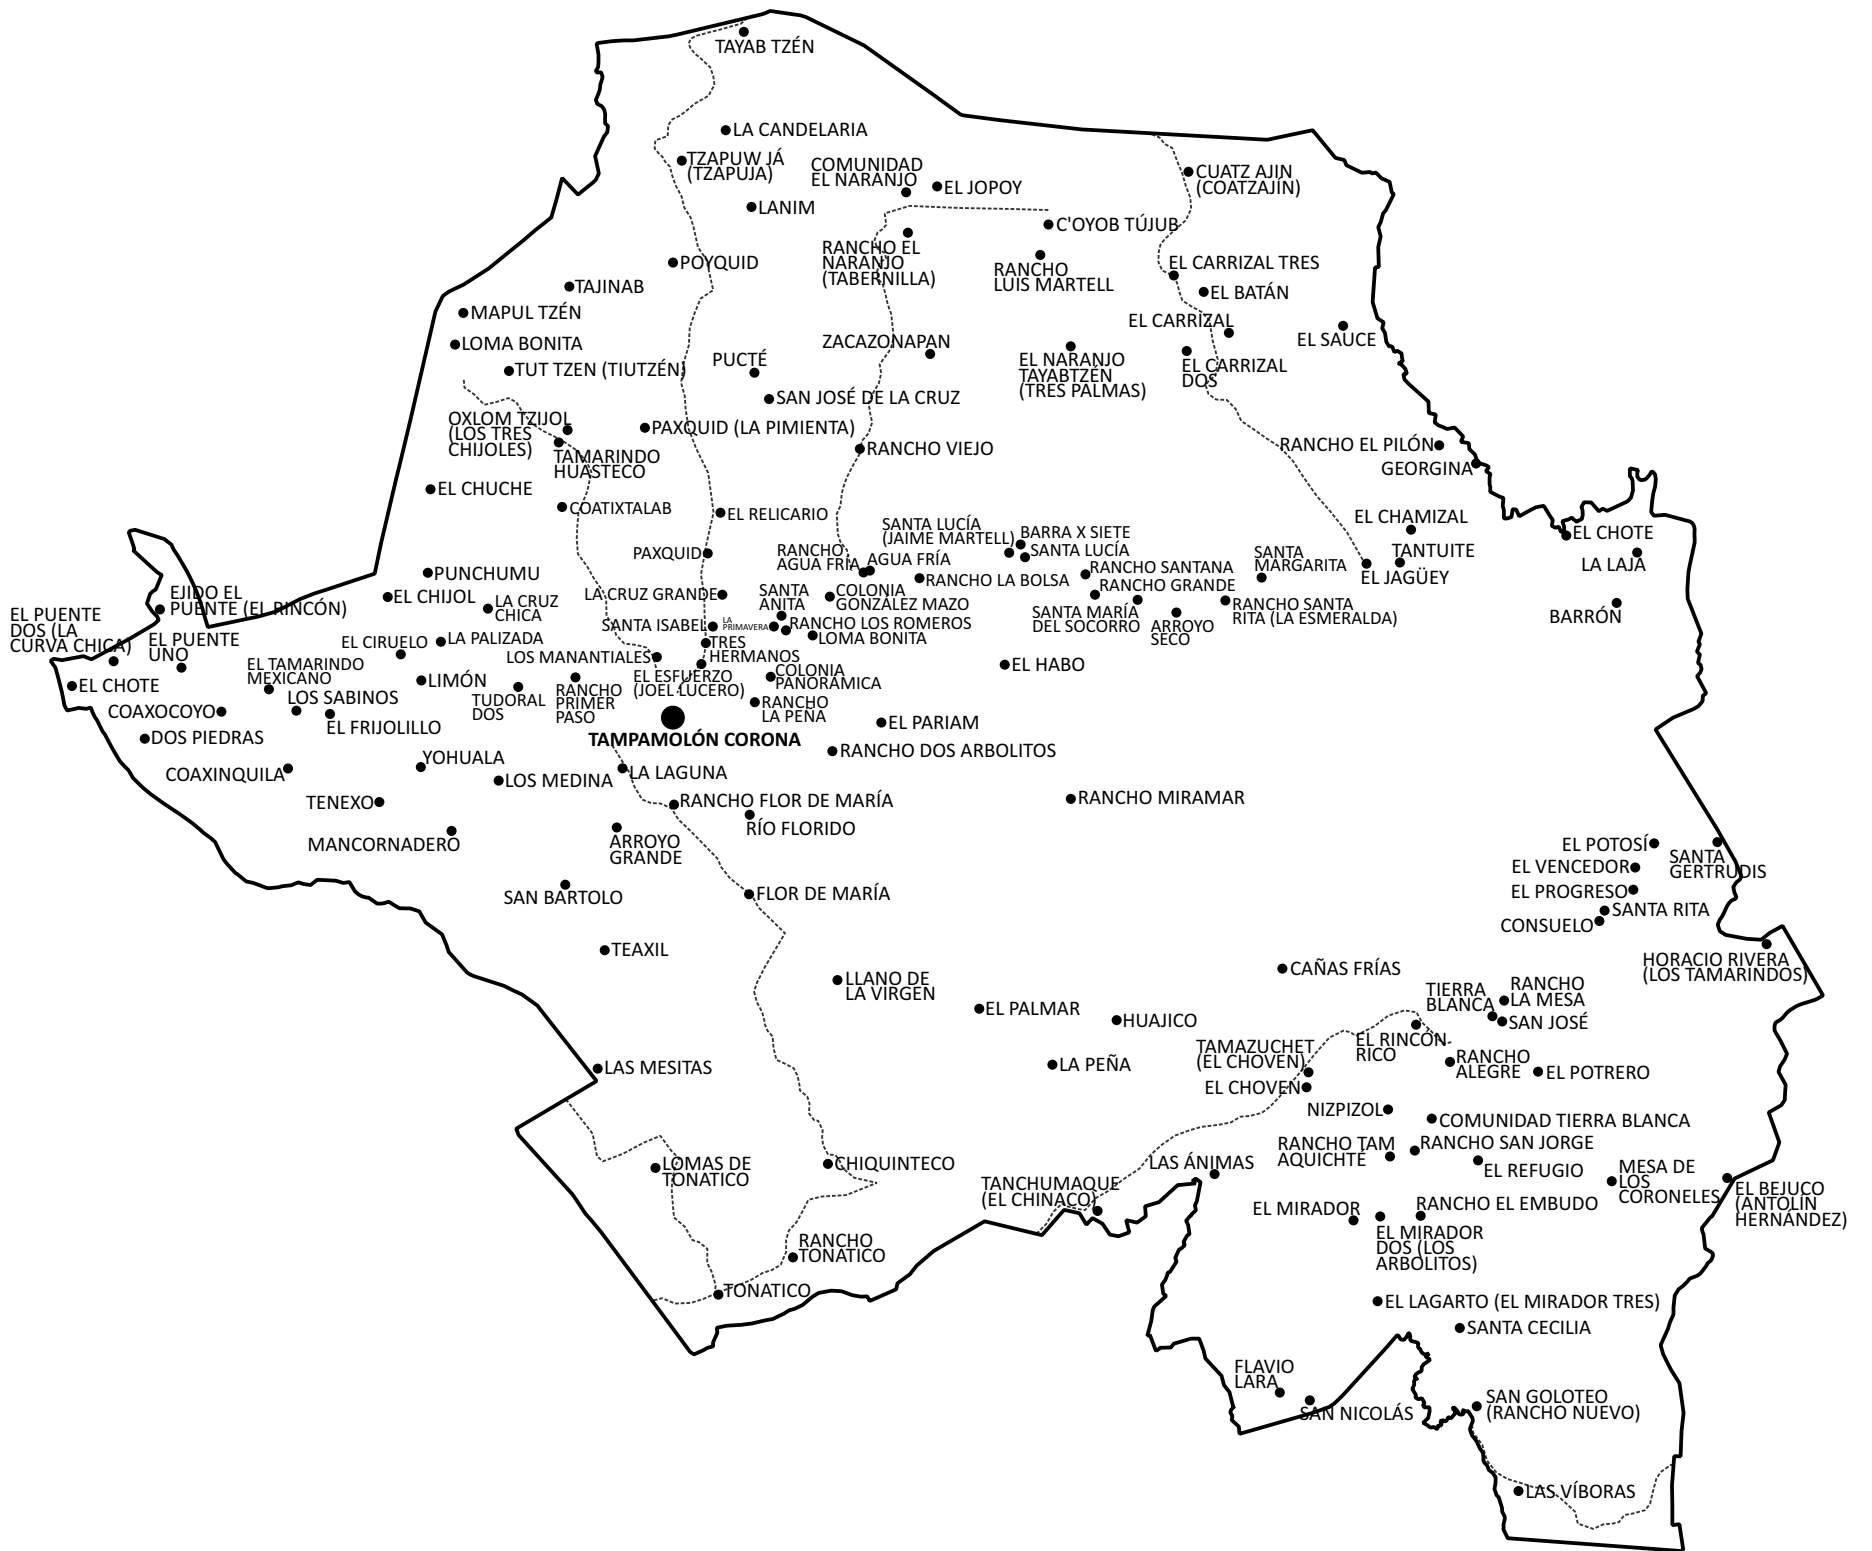 TAYAB TZÉN
LA CANDELARIA
TZAPUW JÁ
(TZAPUJA)
COMUNIDAD
EL NARANJO
EL JOPOY
CUATZ AJIN
(COATZAJÍN)
LANIM
C'OYOB TÚJUB
RANCHO EL
NARANJO
(TABERNILLA)
POYQUID
RANCHO
LUIS MARTELL
EL CARRIZAL TRES
TAJINAB
EL BATÁN
MAPUL TZÉN
EL CARRIZAL
EL SAUCE
LOMA BONITA
ZACAZONAPAN
PUCTÉ
EL NARANJO
TAYABTZÉN
(TRES PALMAS)
EL CARRIZAL
DOS
TUT TZEN (TIUTZÉN)
SAN JOSÉ DE LA CRUZ
OXLOM TZIJOL
(LOS TRES
CHIJOLES)
PAXQUID (LA PIMIENTA)
TAMARINDO
HUASTECO
RANCHO VIEJO
RANCHO EL PILÓN
GEORGINA
EL CHUCHE
COATIXTALAB
EL RELICARIO
EL CHAMIZAL
SANTA LUCÍA
(JAIME MARTELL)
BARRA X SIETE
SANTA LUCÍA
EL CHOTE
LA LAJA
PAXQUID
RANCHO
AGUA FRÍA
AGUA FRÍA
SANTA
MARGARITA
TANTUITE
EL JAGÜEY
PUNCHUMU
RANCHO LA BOLSA
RANCHO SANTANA
RANCHO GRANDE
EJIDO EL
PUENTE (EL RINCÓN)
EL CHIJOL
LA CRUZ
CHICA
LA CRUZ GRANDE
SANTA
ANITA
COLONIA
GONZÁLEZ MAZO
SANTA MARÍA
DEL SOCORRO
ARROYO
SECO
RANCHO SANTA
RITA (LA ESMERALDA)
BARRÓN
EL PUENTE
DOS (LA
CURVA CHICA)
EL PUENTE
UNO
EL CIRUELO
LA PALIZADA
SANTA ISABEL
LA
PRIMAVERA
RANCHO LOS ROMEROS
LOMA BONITA
TRES
HERMANOS
LOS MANANTIALES
EL HABO
EL TAMARINDO
MEXICANO
EL CHOTE
LIMÓN
TUDORAL
DOS
RANCHO
PRIMER
PASO
EL ESFUERZO
(JOEL LUCERO)
COLONIA
PANORÁMICA
LOS SABINOS
COAXOCOYO
EL FRIJOLILLO
RANCHO
LA PEÑA
EL PARIAM
DOS PIEDRAS
TAMPAMOLÓN CORONA
RANCHO DOS ARBOLITOS
YOHUALA
COAXINQUILA
LOS MEDINA
LA LAGUNA
TENEXO
RANCHO FLOR DE MARÍA
RANCHO MIRAMAR
RÍO FLORIDO
MANCORNADERO
ARROYO
GRANDE
EL POTOSÍ
SANTA
GERTRUDIS
EL VENCEDOR
SAN BARTOLO
FLOR DE MARÍA
EL PROGRESO
SANTA RITA
CONSUELO
TEAXIL
HORACIO RIVERA
(LOS TAMARINDOS)
LLANO DE
LA VIRGEN
CAÑAS FRÍAS
TIERRA
BLANCA
RANCHO
LA MESA
SAN JOSÉ
EL PALMAR
HUAJICO
EL RINCÓN
RICO
LAS MESITAS
LA PEÑA
TAMAZUCHET
(EL CHOVEN)
EL CHOVEN
RANCHO
ALEGRE
EL POTRERO
NIZPIZOL
COMUNIDAD TIERRA BLANCA
RANCHO TAM
AQUICHTÉ
RANCHO SAN JORGE
EL REFUGIO
LOMAS DE
TONATICO
CHIQUINTECO
LAS ÁNIMAS
MESA DE
LOS
CORONELES
TANCHUMAQUE
(EL CHINACO)
EL BEJUCO
(ANTOLÍN
HERNÁNDEZ)
EL MIRADOR
RANCHO EL EMBUDO
EL MIRADOR
DOS (LOS
ARBOLITOS)
RANCHO
TONATICO
TONATICO
EL LAGARTO (EL MIRADOR TRES)
SANTA CECILIA
FLAVIO
LARA
SAN NICOLÁS
SAN GOLOTEO
(RANCHO NUEVO)
LAS VÍBORAS